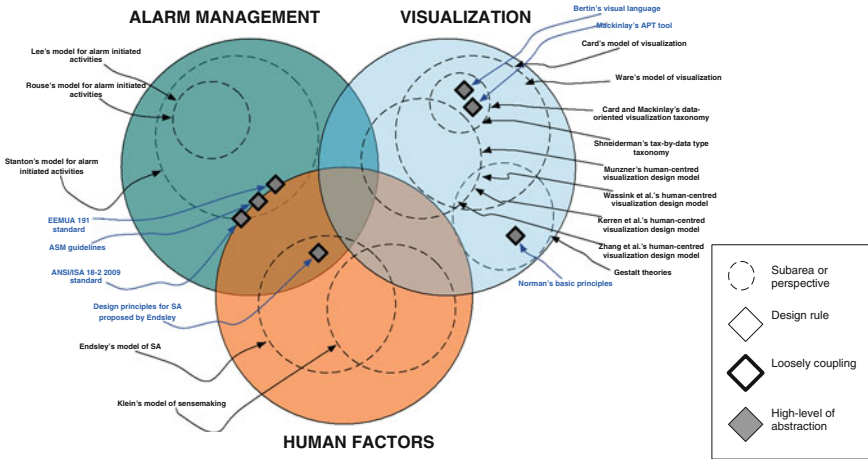 ALARM MANAGEMENT
VISUALIZATION
Bertin's visual language
Mackinlay's APT tool
Card's model of visualization
Ware's model of visualization
Card and Mackinlay's data-
oriented visualization taxonomy
Shneiderman's tax-by-data type
taxonomy
Munzner's human-centred
visualization design model
Wassink et al.'s human-centred
visualization design model
Kerren et al.'s human-centred
visualization design model
Zhang et al.'s human-centred
visualization design model
Gestalt theories
Norman's basic principles
Lee's model for alarm initiated
activities
Rouse's model for alarm initiated
activities
Stanton's model for alarm
initiated activities
EEMUA 191
standard
ASM guidelines
ANSI/ISA 18-2 2009
standard
Design principles for SA
proposed by Endsley
Endsley's model of SA
Klein's model of sensemaking
HUMAN FACTORS
Subarea or
perspective
Design rule
Loosely coupling
High-level of
abstraction